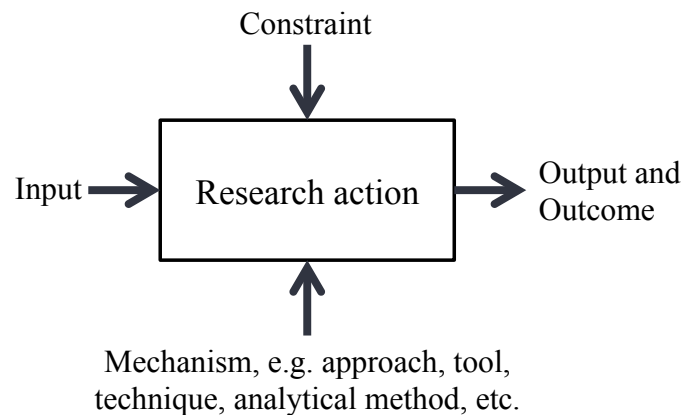 Constraint
Input
Research action
Output and
Outcome
Mechanism, e.g. approach, tool,
technique, analytical method, etc.